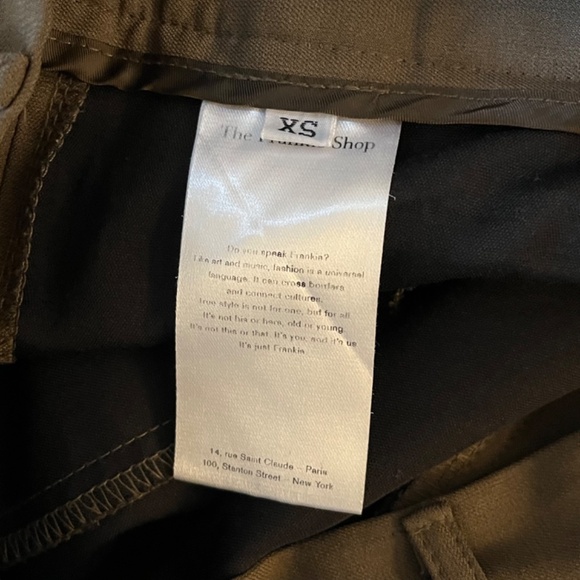 XS
The Frankie Shop
Do you speak Frankie?
Like art and music, fashion is a universal
language. It can cross borders
and connect cultures.
True style is not for one, but for all
It's not his or hers, old or young.
It's not this or that. It's you, and it's us
It's just Frankie.
14, rue Saint Claude – Paris
100, Stanton Street – New York